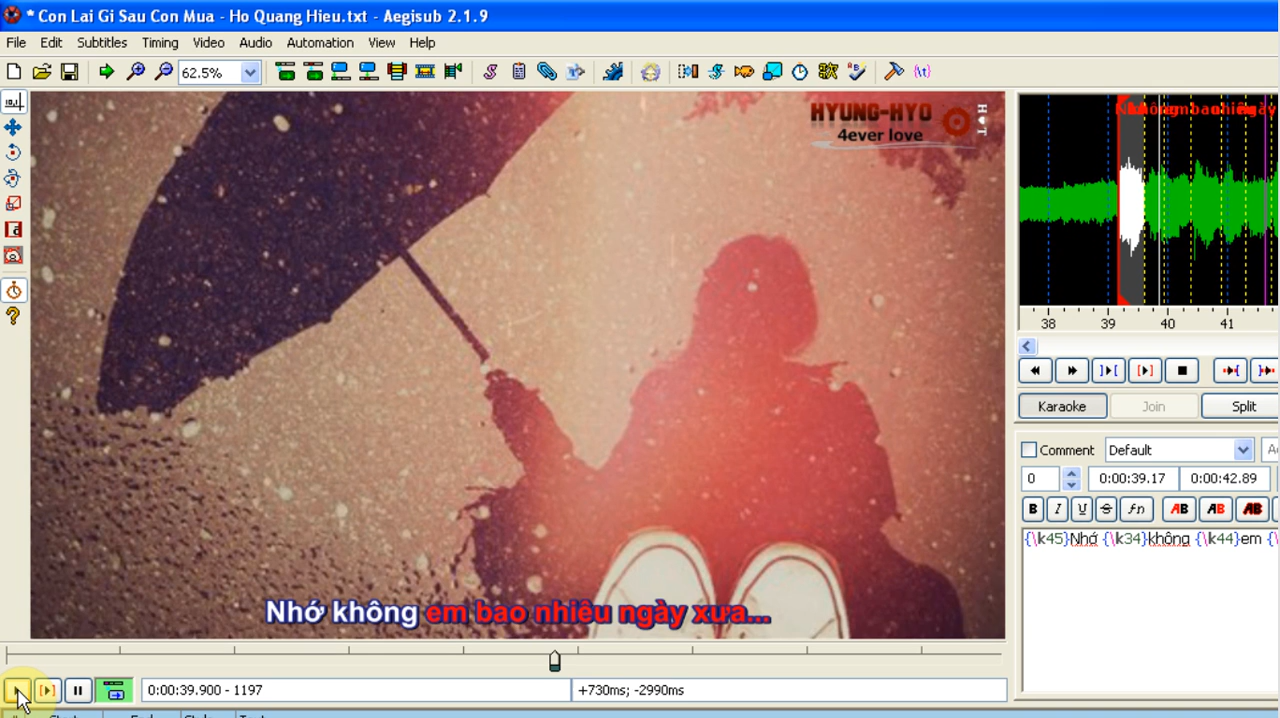 * Con Lai Gi Sau Con Mua - Ho Quang Hieu.txt - Aegisub 2.1.9
File Edit Subtitles Timing Video Audio Automation View Help
62.5%
HYUNG-HYO
4ever love
H♥T
Nhớ không em bao nhiêu ngày xưa...
0:00:39.900 - 1197
+730ms; -2990ms
38 39 40 41
Karaoke Join Split
Comment Default
0 0:00:39.17 0:00:42.89
B I U S fn AB AB AB
{\k45}Nhớ {\k34}không {\k44}em {\